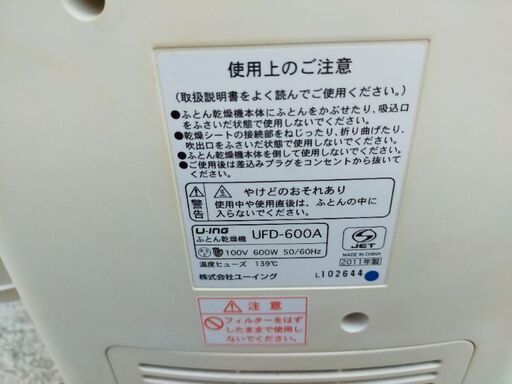 使用上のご注意
(取扱説明書をよく読んでご使用ください。)
●ふとん乾燥機本体にふとんをかぶせたり、吸込口
をふさいだ状態で使用しないでください。
●乾燥シートの接続部をねじったり、折り曲げたり、
吹出口をふさいだ状態で使用しないでください。
●ふとん乾燥機本体を倒して使用しないでください。
●ご使用後は差込プラグをコンセントから抜いて
ください。
警告
やけどのおそれあり
使用中や使用直後は、ふとんの中に
入らないでください。
U-ING
ふとん乾燥機 UFD-600A
100V 600W 50/60Hz
温度ヒューズ 139℃
株式会社ユーイング
JET
MADE IN CHINA
2011年製
L102644
注意
フィルターをはず
したままで使用し
ないでください。